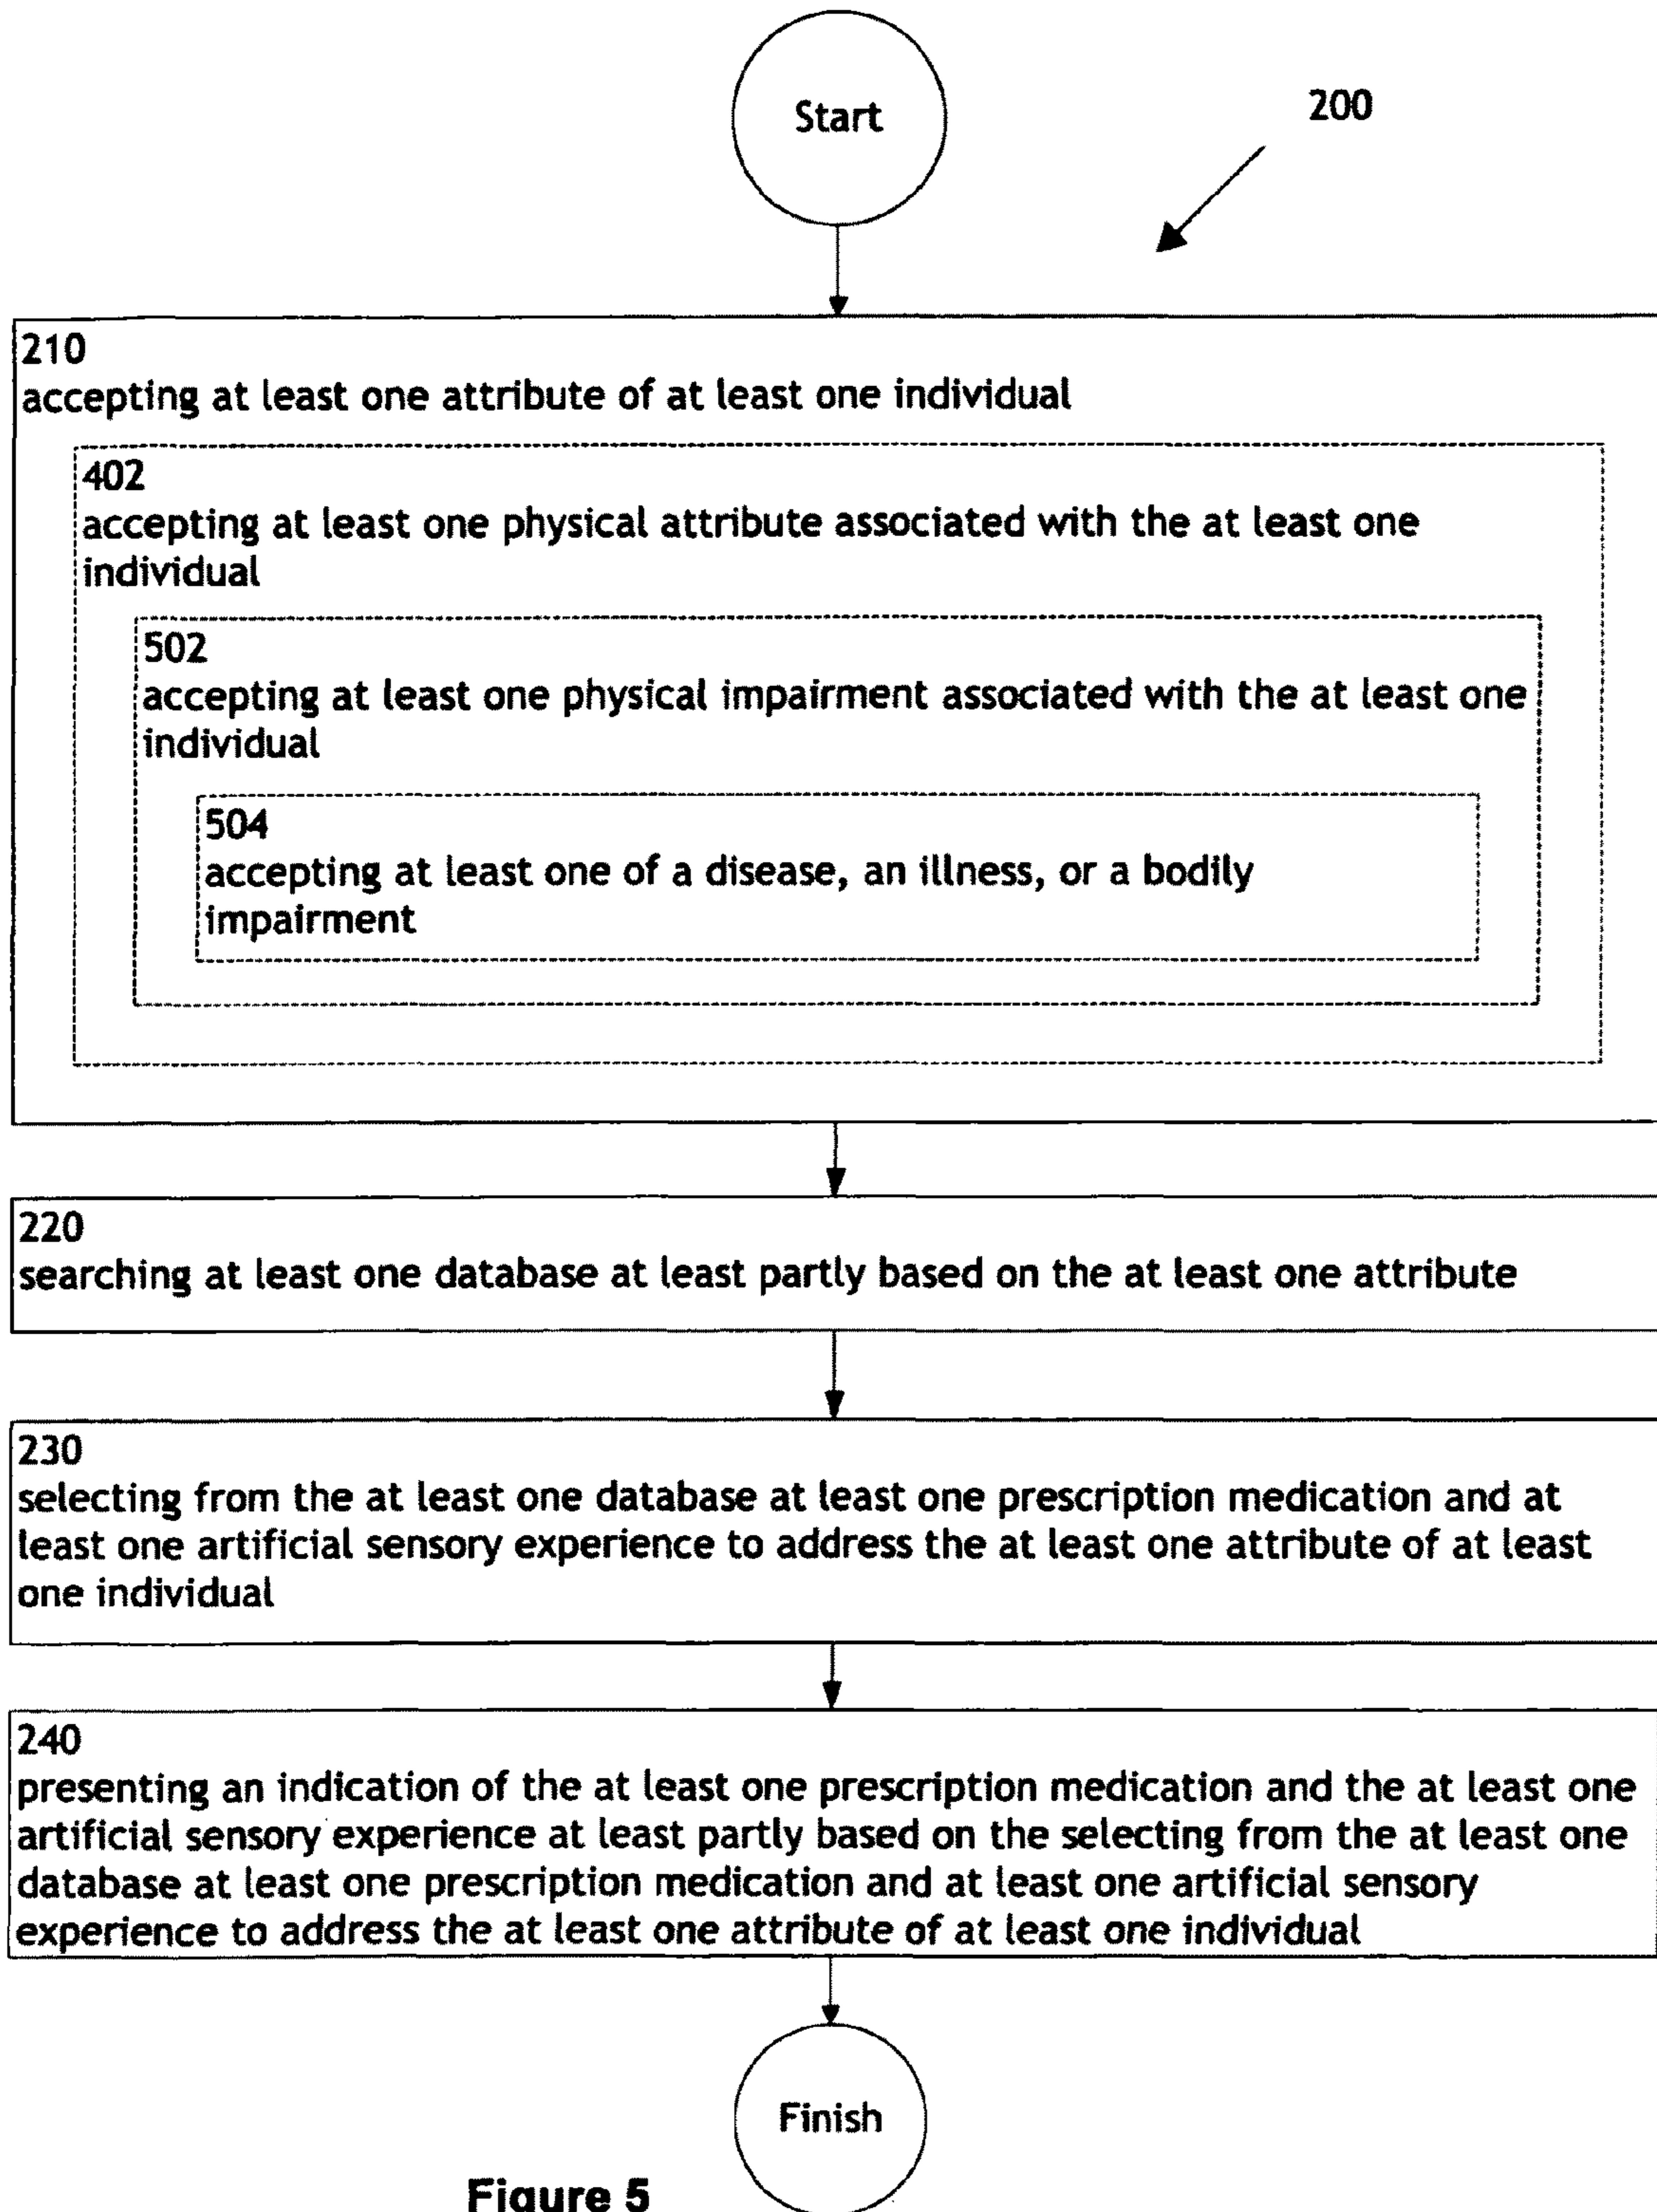 Start
200
210
accepting at least one attribute of at least one individual
402
accepting at least one physical attribute associated with the at least one
individual
502
accepting at least one physical impairment associated with the at least one
individual
504
accepting at least one of a disease, an illness, or a bodily
impairment
220
searching at least one database at least partly based on the at least one attribute
230
selecting from the at least one database at least one prescription medication and at
least one artificial sensory experience to address the at least one attribute of at least
one individual
240
presenting an indication of the at least one prescription medication and the at least one
artificial sensory experience at least partly based on the selecting from the at least one
database at least one prescription medication and at least one artificial sensory
experience to address the at least one attribute of at least one individual
Finish
Figure 5